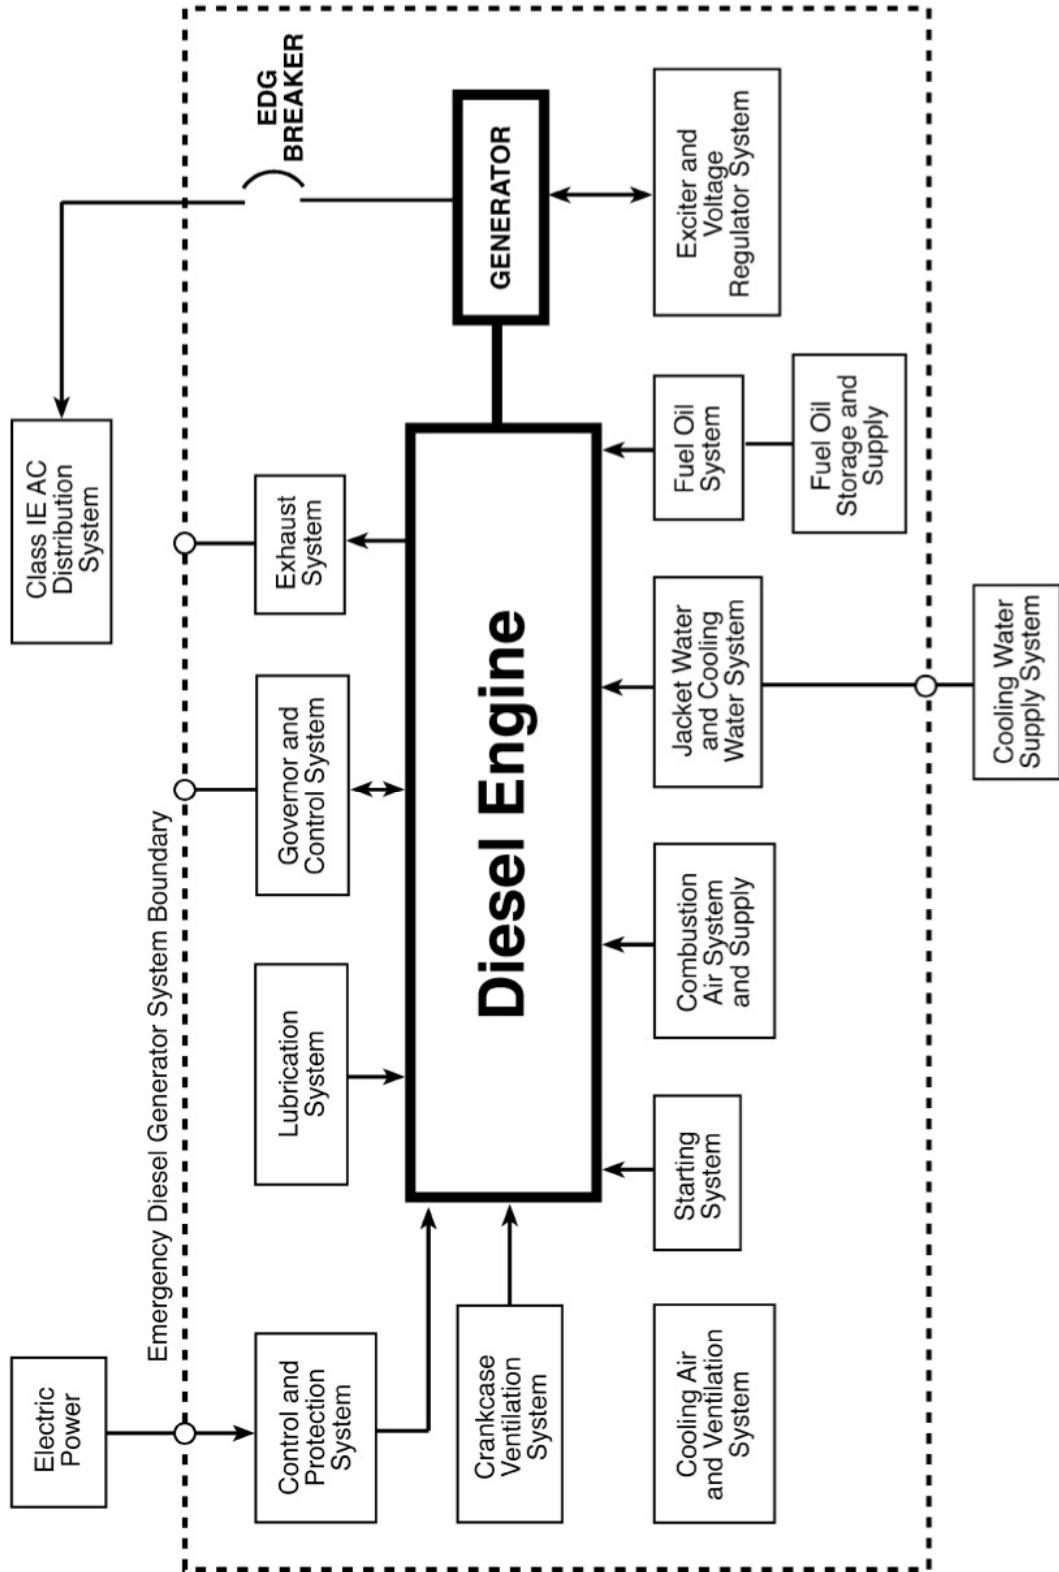 Electric
Power
Class IE AC
Distribution
System
Emergency Diesel Generator System Boundary
EDG
BREAKER
Control and
Protection
System
Lubrication
System
Governor and
Control System
Exhaust
System
Crankcase
Ventilation
System
Diesel Engine
GENERATOR
Cooling Air
and Ventilation
System
Starting
System
Combustion
Air System
and Supply
Jacket Water
and Cooling
Water System
Fuel Oil
System
Exciter and
Voltage
Regulator System
Fuel Oil
Storage and
Supply
Cooling Water
Supply System